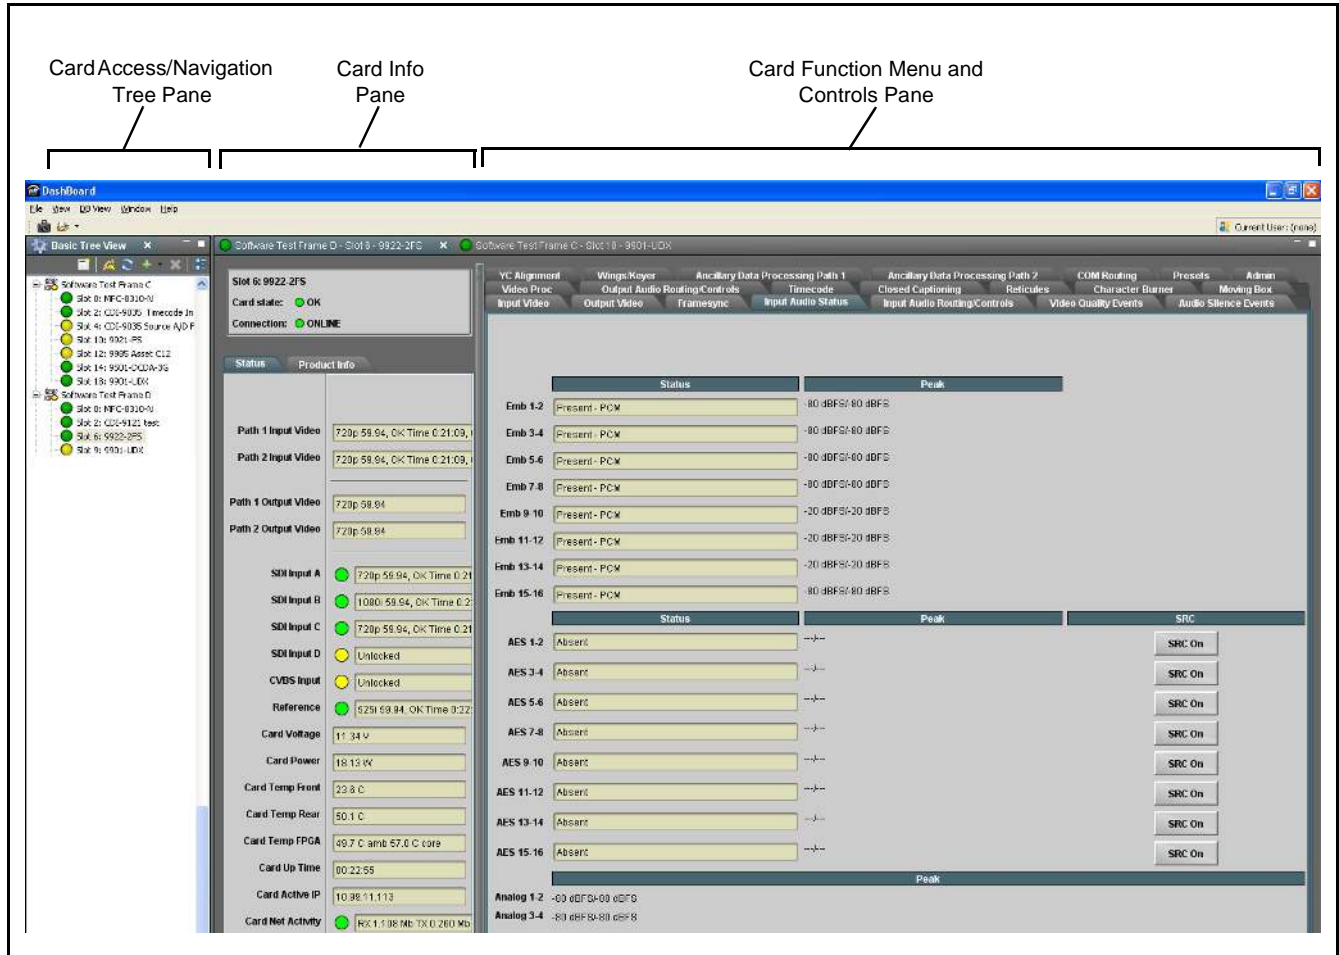 Card Access/Navigation
Tree Pane
Card Info
Pane
Card Function Menu and
Controls Pane
DashBoard
File View DD View Window Help
Current User: (none)
Basic Tree View
Software Test Frame C
Slot 0: MFC-8310-N
Slot 2: CDI-9035 Timecode In
Slot 4: CDI-9035 Source A/D F
Slot 10: 9921-FS
Slot 12: 9985 Asset C12
Slot 14: 9501-DCDA-3G
Slot 18: 9901-UDX
Software Test Frame D
Slot 0: MFC-8310-N
Slot 2: CDI-9121 test
Slot 6: 9922-2FS
Slot 9: 9901-UDX
Software Test Frame D - Slot 6 - 9922-2FS
Software Test Frame C - Slot 18 - 9901-UDX
Slot 6: 9922-2FS
Card state: OK
Connection: ONLINE
Status Product Info
Path 1 Input Video 720p 59.94, OK Time 0:21:09,
Path 2 Input Video 720p 59.94, OK Time 0:21:09,
Path 1 Output Video 720p 59.94
Path 2 Output Video 720p 59.94
SDI Input A 720p 59.94, OK Time 0:21
SDI Input B 1080i 59.94, OK Time 0:2
SDI Input C 720p 59.94, OK Time 0:21
SDI Input D Unlocked
CVBS Input Unlocked
Reference 525i 59.94, OK Time 0:22:
Card Voltage 11.34 V
Card Power 18.13 W
Card Temp Front 23.8 C
Card Temp Rear 50.1 C
Card Temp FPGA 49.7 C amb 57.0 C core
Card Up Time 00:22:55
Card Active IP 10.98.11.113
Card Net Activity RX 1.108 Mb TX 0.260 Mb
YC Alignment Wings/Keyer Ancillary Data Processing Path 1 Ancillary Data Processing Path 2 COM Routing Presets Admin
Video Proc Output Audio Routing/Controls Timecode Closed Captioning Reticules Character Burner Moving Box
Input Video Output Video Framesync Input Audio Status Input Audio Routing/Controls Video Quality Events Audio Silence Events
Status Peak
Emb 1-2 Present - PCM -80 dBFS/-80 dBFS
Emb 3-4 Present - PCM -80 dBFS/-80 dBFS
Emb 5-6 Present - PCM -80 dBFS/-80 dBFS
Emb 7-8 Present - PCM -80 dBFS/-80 dBFS
Emb 9-10 Present - PCM -20 dBFS/-20 dBFS
Emb 11-12 Present - PCM -20 dBFS/-20 dBFS
Emb 13-14 Present - PCM -20 dBFS/-20 dBFS
Emb 15-16 Present - PCM -80 dBFS/-80 dBFS
Status Peak SRC
AES 1-2 Absent ---/--- SRC On
AES 3-4 Absent ---/--- SRC On
AES 5-6 Absent ---/--- SRC On
AES 7-8 Absent ---/--- SRC On
AES 9-10 Absent ---/--- SRC On
AES 11-12 Absent ---/--- SRC On
AES 13-14 Absent ---/--- SRC On
AES 15-16 Absent ---/--- SRC On
Peak
Analog 1-2 -80 dBFS/-80 dBFS
Analog 3-4 -80 dBFS/-80 dBFS